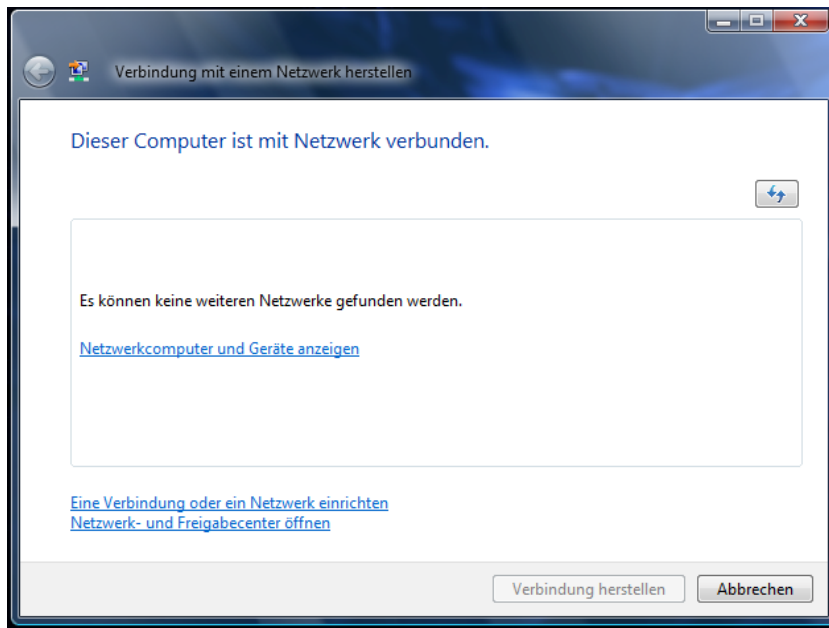 Verbindung mit einem Netzwerk herstellen
Dieser Computer ist mit Netzwerk verbunden.
Es können keine weiteren Netzwerke gefunden werden.
Netzwerkcomputer und Geräte anzeigen
Eine Verbindung oder ein Netzwerk einrichten
Netzwerk- und Freigabecenter öffnen
Verbindung herstellen Abbrechen